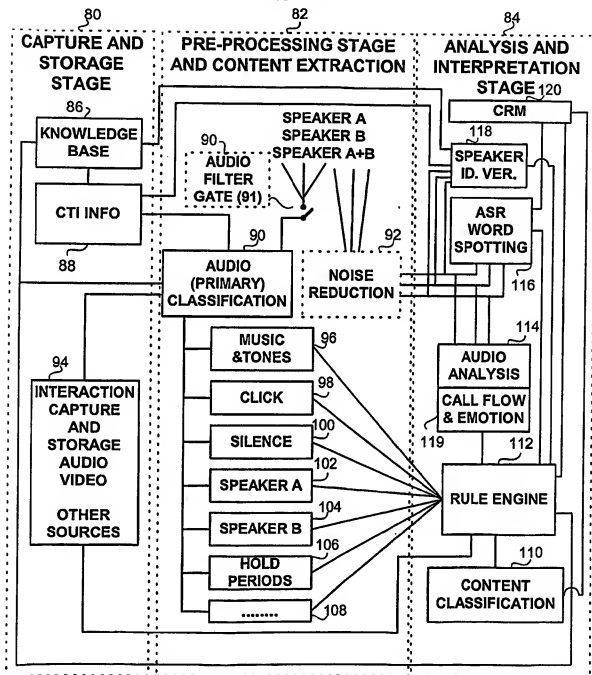 80
CAPTURE AND
STORAGE
STAGE
86
KNOWLEDGE
BASE
CTI INFO
88
94
INTERACTION
CAPTURE
AND
STORAGE
AUDIO
VIDEO
OTHER
SOURCES
82
PRE-PROCESSING STAGE
AND CONTENT EXTRACTION
90
AUDIO
FILTER
GATE (91)
SPEAKER A
SPEAKER B
SPEAKER A+B
90
AUDIO
(PRIMARY)
CLASSIFICATION
92
NOISE
REDUCTION
MUSIC
&TONES
96
CLICK
98
SILENCE
100
SPEAKER A
102
SPEAKER B
104
HOLD
PERIODS
106
........
108
84
ANALYSIS AND
INTERPRETATION
STAGE
120
CRM
118
SPEAKER
ID. VER.
ASR
WORD
SPOTTING
116
114
AUDIO
ANALYSIS
CALL FLOW
& EMOTION
119
112
RULE ENGINE
110
CONTENT
CLASSIFICATION